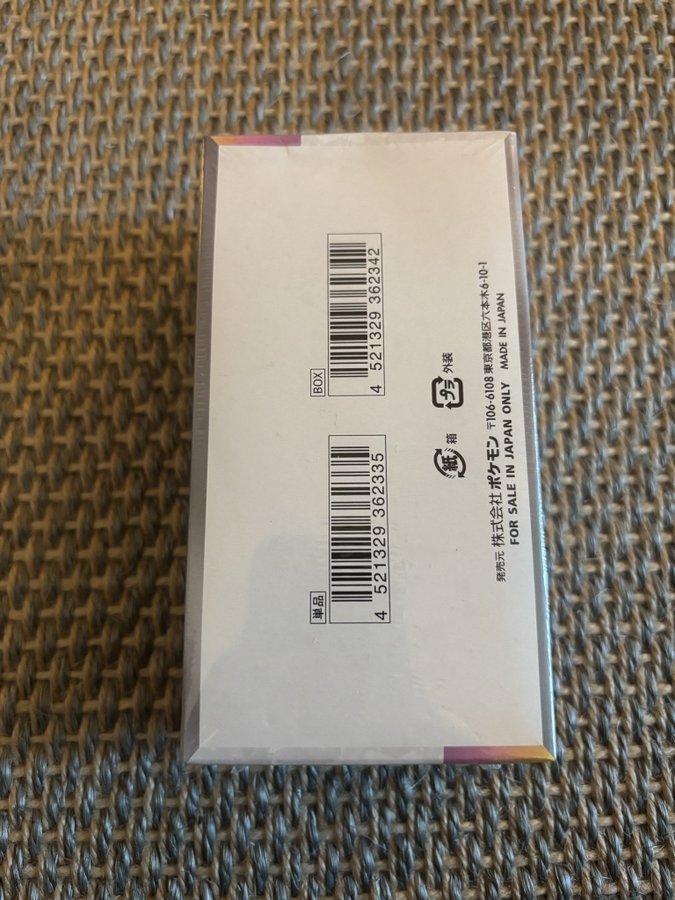 単品
4 521329 362335
BOX
4 521329 362342
紙 箱
プラ 外装
発売元 株式会社 ポケモン 〒106-6108 東京都港区六本木6-10-1
FOR SALE IN JAPAN ONLY MADE IN JAPAN